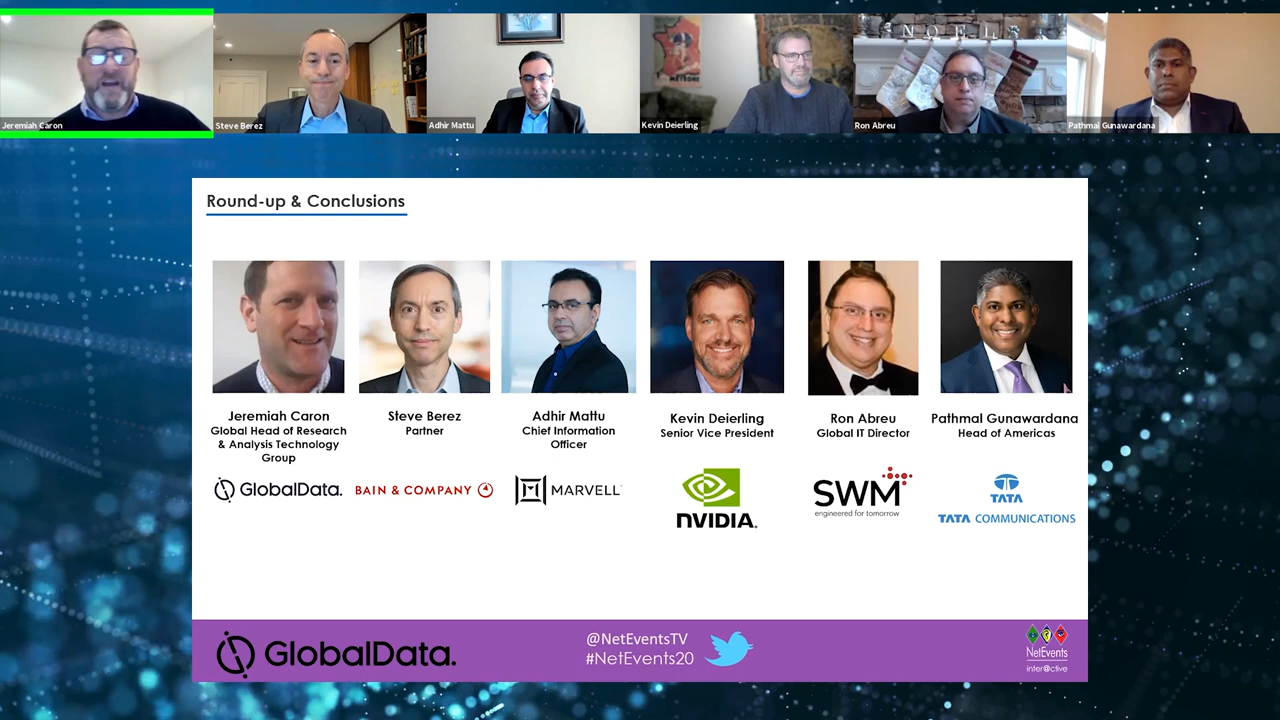 NOEL
Jeremiah Caron
Steve Berez
Adhir Mattu
Kevin Deierling
Ron Abreu
Pathmal Gunawardana
Round-up & Conclusions
Jeremiah Caron
Global Head of Research
& Analysis Technology
Group
GlobalData.
Steve Berez
Partner
BAIN & COMPANY
Adhir Mattu
Chief Information
Officer
MARVELL
Kevin Deierling
Senior Vice President
NVIDIA.
Ron Abreu
Global IT Director
SWM
engineered for tomorrow
Pathmal Gunawardana
Head of Americas
TATA
TATA COMMUNICATIONS
GlobalData.
@NetEventsTV
#NetEvents20
NetEvents
inter@ctive